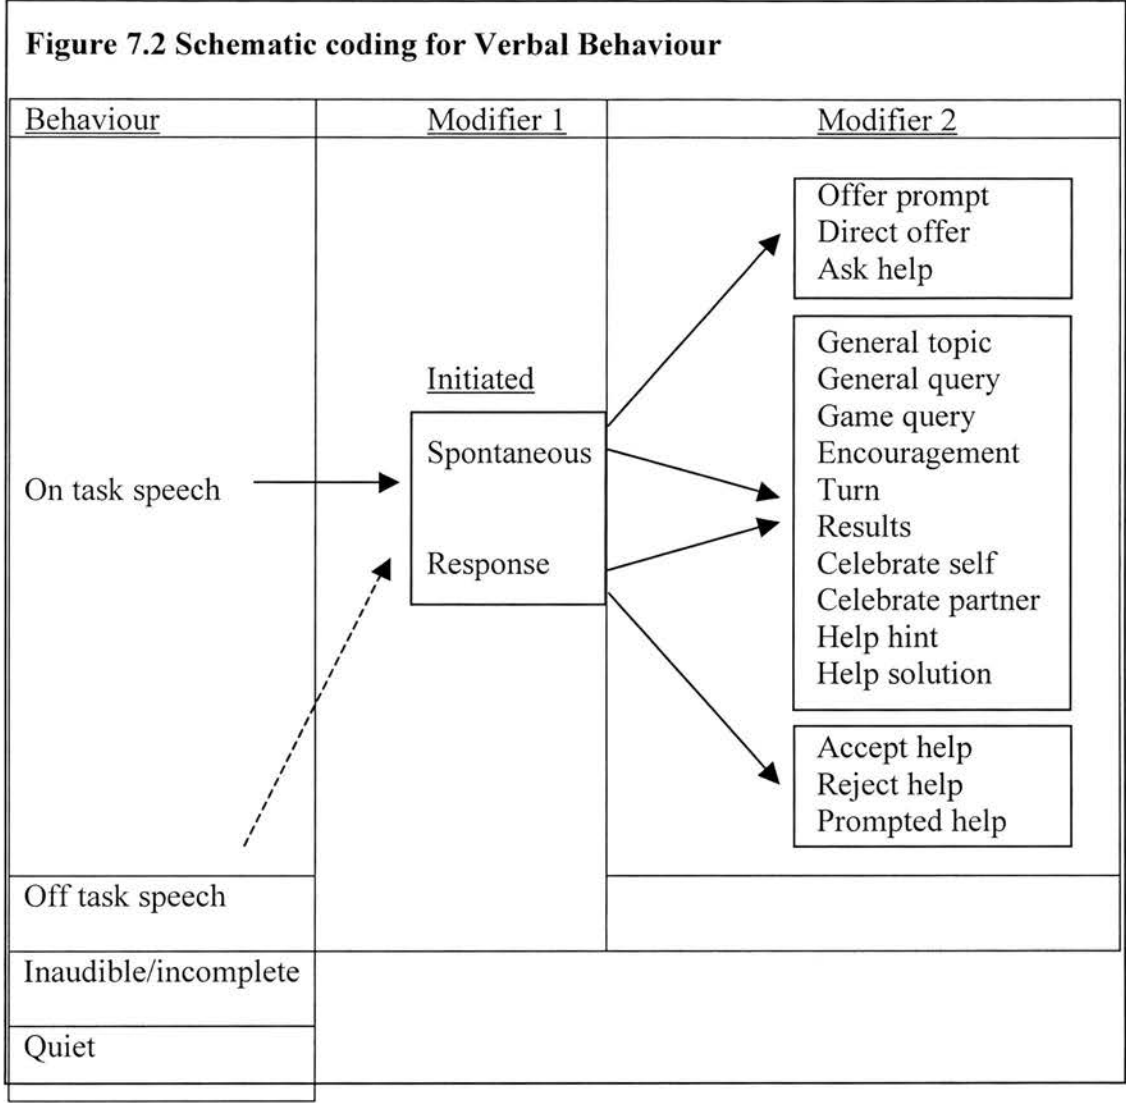 Figure 7.2 Schematic coding for Verbal Behaviour
Behaviour
Modifier 1
Modifier 2
Offer prompt
Direct offer
Ask help
General topic
General query
Game query
Encouragement
Turn
Results
Celebrate self
Celebrate partner
Help hint
Help solution
Accept help
Reject help
Prompted help
Initiated
Spontaneous
Response
On task speech
Off task speech
Inaudible/incomplete
Quiet